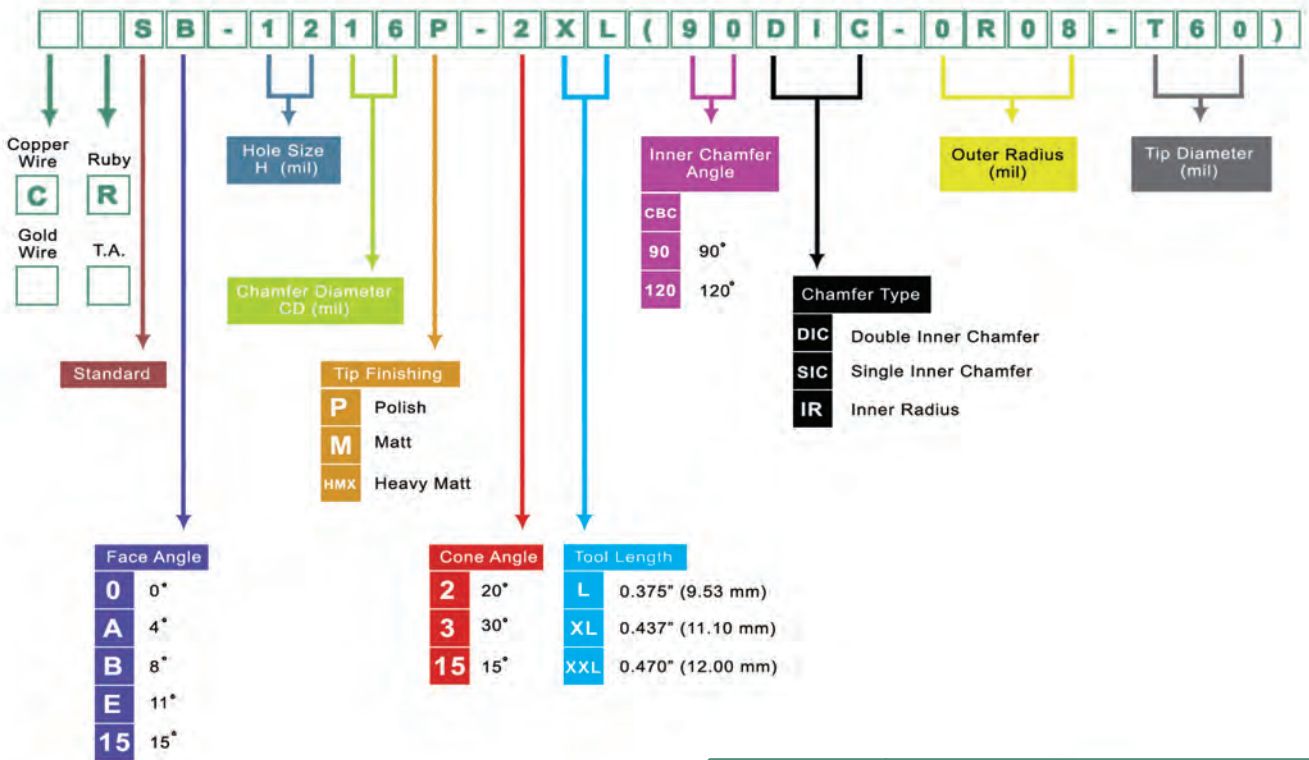 SB-1216P-2XL(90DIC-0R08-T60)
Copper
Wire
C
Ruby
R
Gold
Wire
T.A.
Standard
Hole Size
H (mil)
Chamfer Diameter
CD (mil)
Tip Finishing
P Polish
M Matt
HMX Heavy Matt
Inner Chamfer
Angle
CBC
90 90°
120 120°
Chamfer Type
DIC Double Inner Chamfer
SIC Single Inner Chamfer
IR Inner Radius
Outer Radius
(mil)
Tip Diameter
(mil)
Face Angle
0 0°
A 4°
B 8°
E 11°
15 15°
Cone Angle
2 20°
3 30°
15 15°
Tool Length
L 0.375" (9.53 mm)
XL 0.437" (11.10 mm)
XXL 0.470" (12.00 mm)